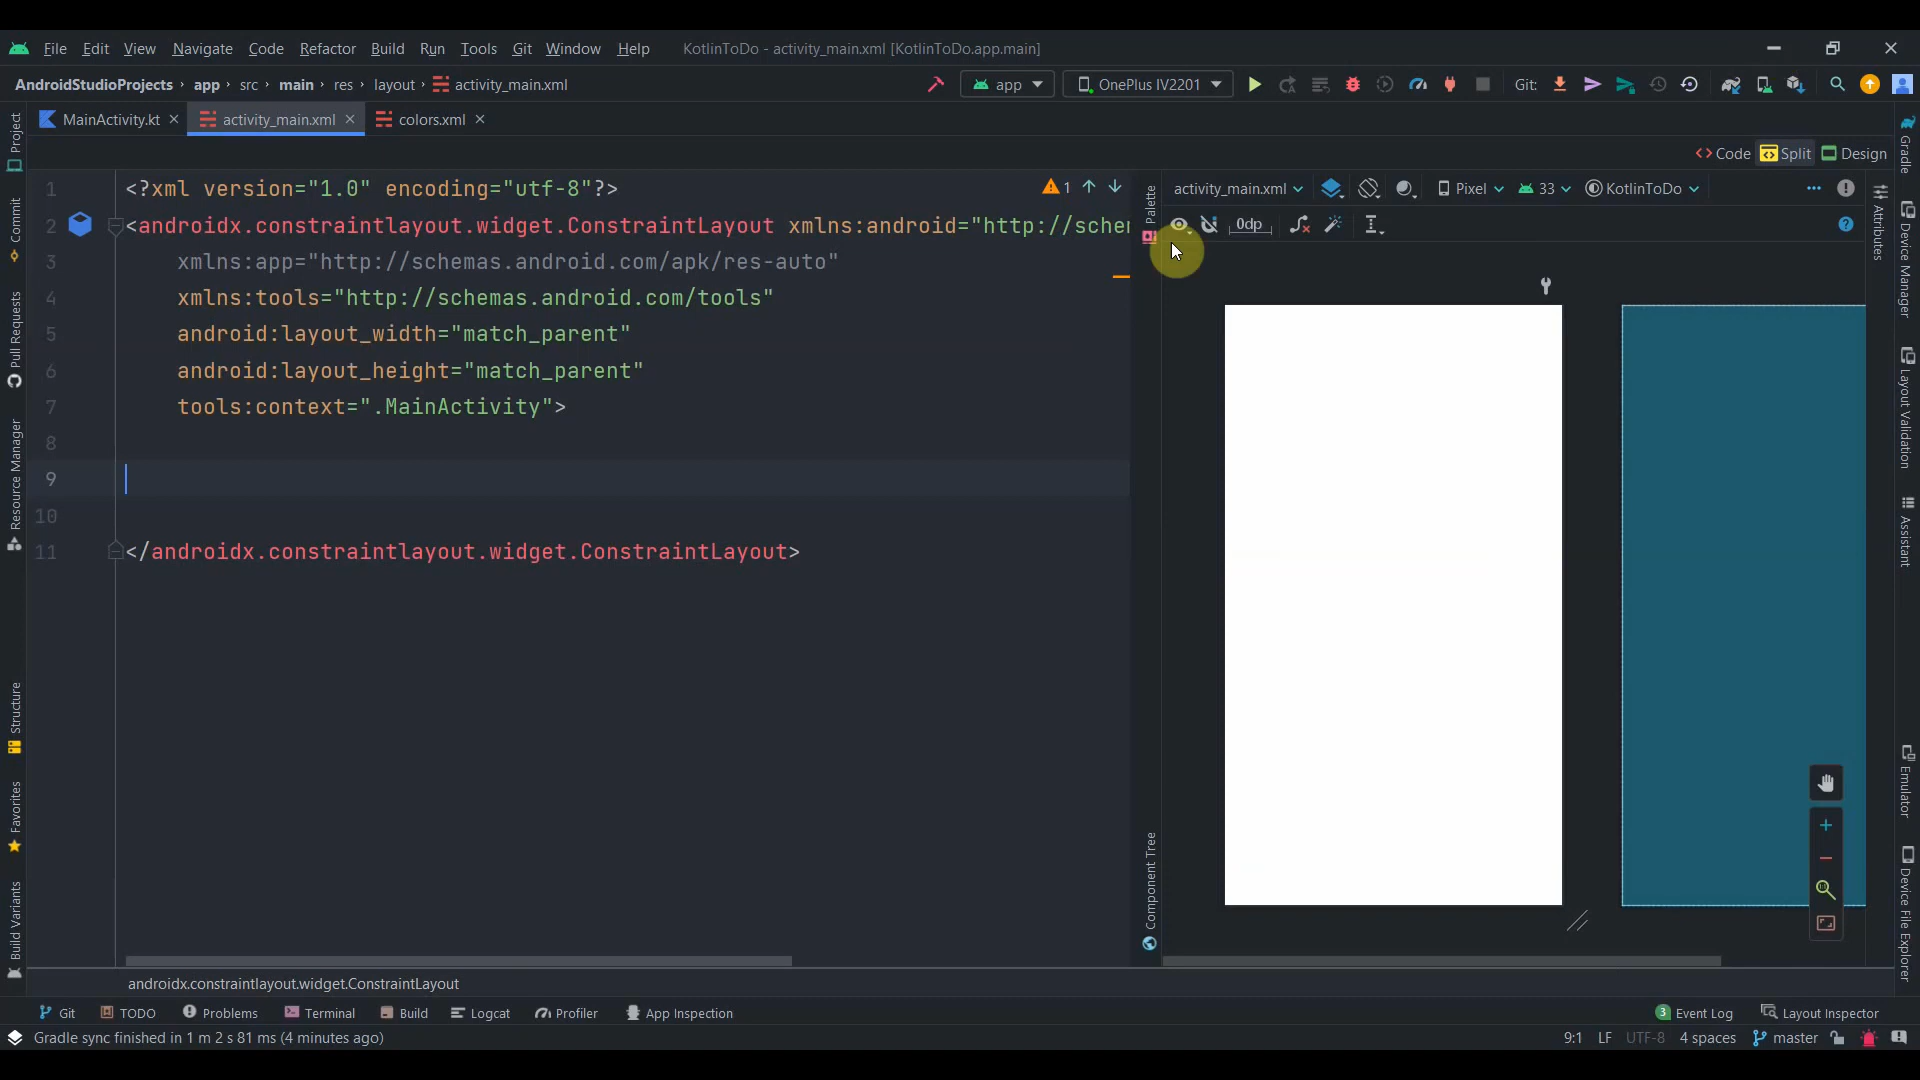 File Edit View Navigate Code Refactor Build Run Tools Git Window Help KotlinToDo - activity_main.xml [KotlinToDo.app.main]
AndroidStudioProjects app src main res layout activity_main.xml app OnePlus IV2201 Git:
MainActivity.kt activity_main.xml colors.xml
Code Split Design
activity_main.xml Pixel 33 KotlinToDo
0dp
1 <?xml version="1.0" encoding="utf-8"?> 1
2 <androidx.constraintlayout.widget.ConstraintLayout xmlns:android="http://schem
3 xmlns:app="http://schemas.android.com/apk/res-auto"
4 xmlns:tools="http://schemas.android.com/tools"
5 android:layout_width="match_parent"
6 android:layout_height="match_parent"
7 tools:context=".MainActivity">
8
9
10
11 </androidx.constraintlayout.widget.ConstraintLayout>
Project
Commit
Pull Requests
Resource Manager
Structure
Favorites
Build Variants
Palette
Component Tree
Attributes
Gradle
Device Manager
Layout Validation
Assistant
Emulator
Device File Explorer
androidx.constraintlayout.widget.ConstraintLayout
Git TODO Problems Terminal Build Logcat Profiler App Inspection 3 Event Log Layout Inspector
Gradle sync finished in 1 m 2 s 81 ms (4 minutes ago) 9:1 LF UTF-8 4 spaces master